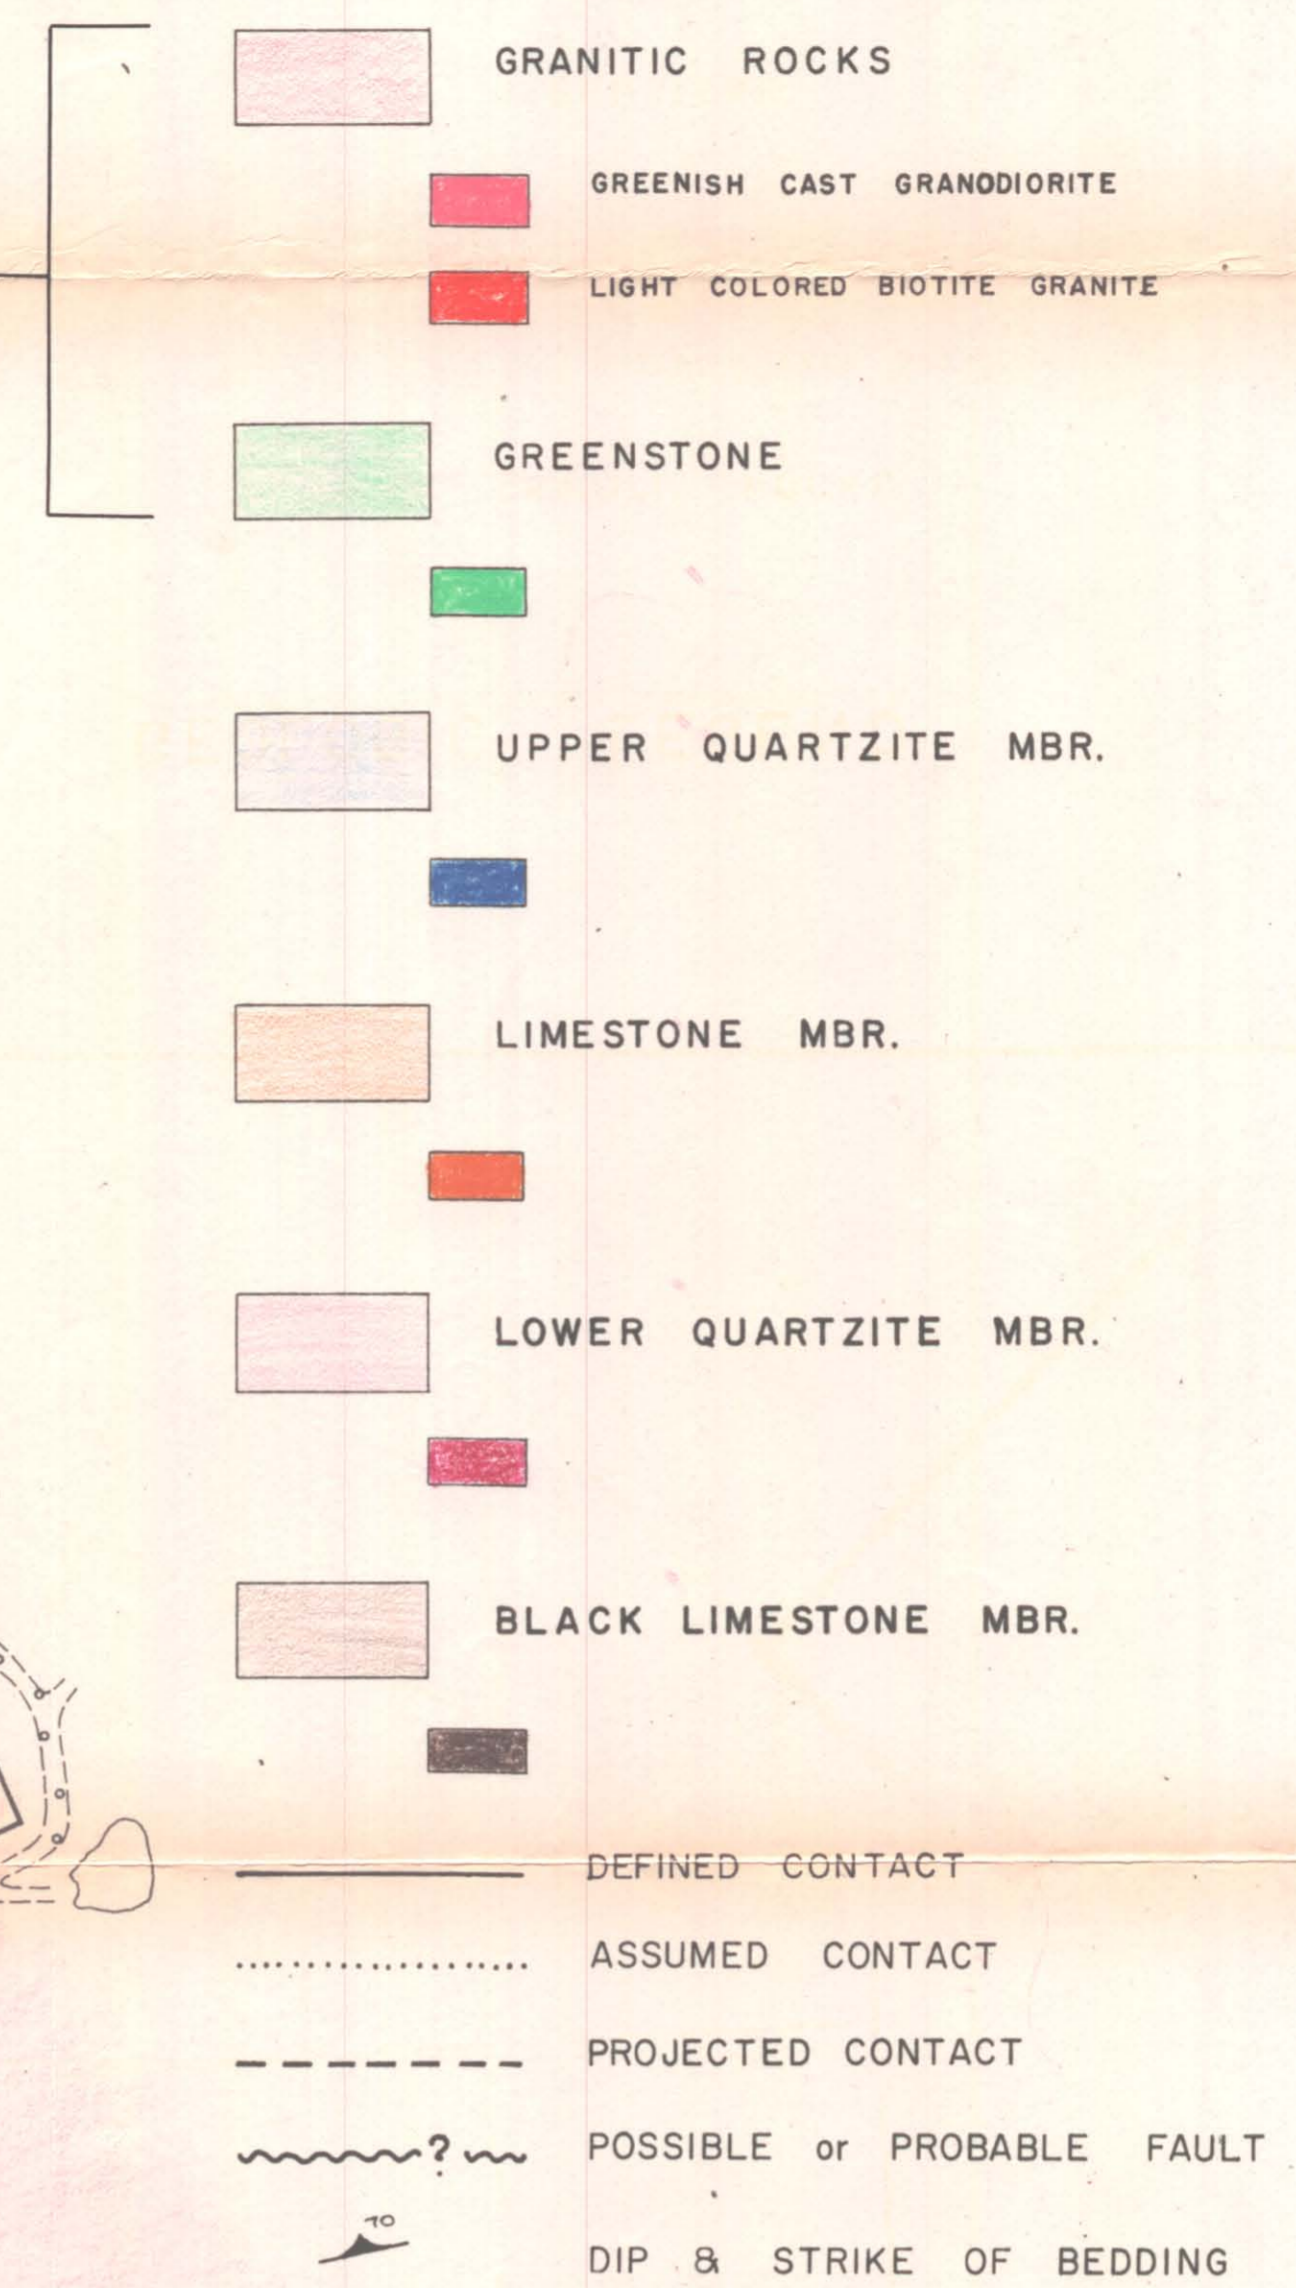 GRANITIC ROCKS
GREENISH CAST GRANODIORITE
LIGHT COLORED BIOTITE GRANITE
GREENSTONE
UPPER QUARTZITE MBR.
LIMESTONE MBR.
LOWER QUARTZITE MBR.
BLACK LIMESTONE MBR.
DEFINED CONTACT
ASSUMED CONTACT
PROJECTED CONTACT
? POSSIBLE or PROBABLE FAULT
70
DIP & STRIKE OF BEDDING